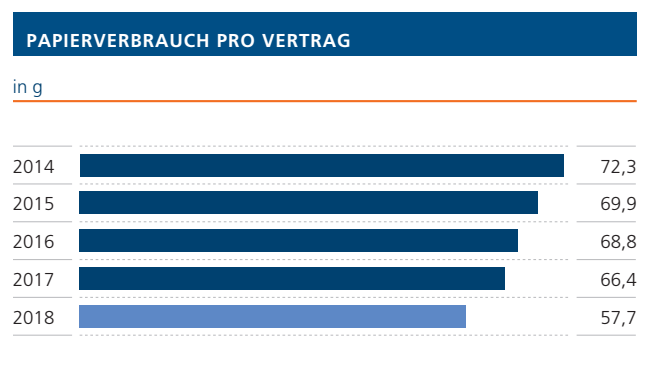 PAPIERVERBRAUCH PRO VERTRAG
in g
2014 72,3
2015 69,9
2016 68,8
2017 66,4
2018 57,7